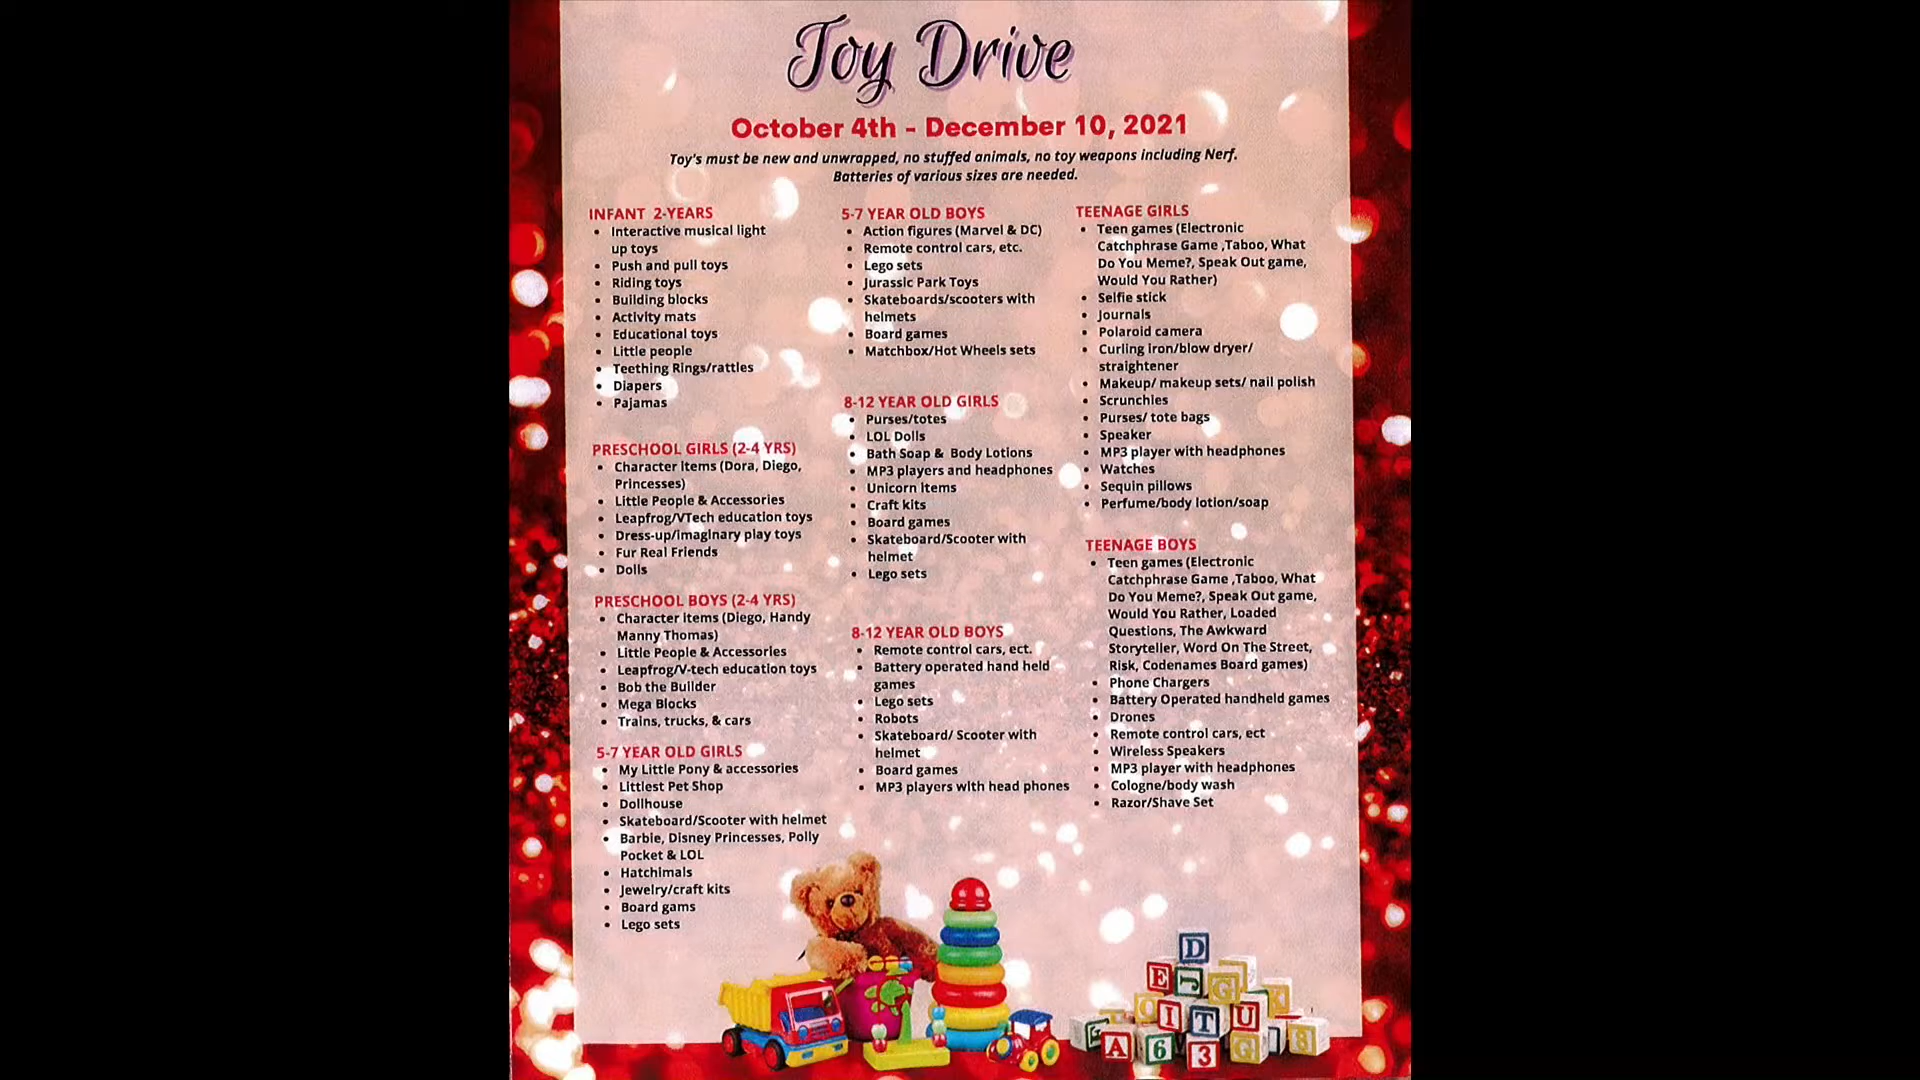 Toy Drive
October 4th - December 10, 2021
Toy's must be new and unwrapped, no stuffed animals, no toy weapons including Nerf.
Batteries of various sizes are needed.
INFANT 2-YEARS
• Interactive musical light
up toys
• Push and pull toys
• Riding toys
• Building blocks
• Activity mats
• Educational toys
• Little people
• Teething Rings/rattles
• Diapers
• Pajamas
PRESCHOOL GIRLS (2-4 YRS)
• Character items (Dora, Diego,
Princesses)
• Little People & Accessories
• Leapfrog/VTech education toys
• Dress-up/imaginary play toys
• Fur Real Friends
• Dolls
PRESCHOOL BOYS (2-4 YRS)
• Character items (Diego, Handy
Manny Thomas)
• Little People & Accessories
• Leapfrog/V-tech education toys
• Bob the Builder
• Mega Blocks
• Trains, trucks, & cars
5-7 YEAR OLD GIRLS
• My Little Pony & accessories
• Littlest Pet Shop
• Dollhouse
• Skateboard/Scooter with helmet
• Barbie, Disney Princesses, Polly
Pocket & LOL
• Hatchimals
• Jewelry/craft kits
• Board gams
• Lego sets
5-7 YEAR OLD BOYS
• Action figures (Marvel & DC)
• Remote control cars, etc.
• Lego sets
• Jurassic Park Toys
• Skateboards/scooters with
helmets
• Board games
• Matchbox/Hot Wheels sets
8-12 YEAR OLD GIRLS
• Purses/totes
• LOL Dolls
• Bath Soap & Body Lotions
• MP3 players and headphones
• Unicorn items
• Craft kits
• Board games
• Skateboard/Scooter with
helmet
• Lego sets
8-12 YEAR OLD BOYS
• Remote control cars, ect.
• Battery operated hand held
games
• Lego sets
• Robots
• Skateboard/ Scooter with
helmet
• Board games
• MP3 players with head phones
TEENAGE GIRLS
• Teen games (Electronic
Catchphrase Game ,Taboo, What
Do You Meme?, Speak Out game,
Would You Rather)
• Selfie stick
• Journals
• Polaroid camera
• Curling iron/blow dryer/
straightener
• Makeup/ makeup sets/ nail polish
• Scrunchies
• Purses/ tote bags
• Speaker
• MP3 player with headphones
• Watches
• Sequin pillows
• Perfume/body lotion/soap
TEENAGE BOYS
• Teen games (Electronic
Catchphrase Game ,Taboo, What
Do You Meme?, Speak Out game,
Would You Rather, Loaded
Questions, The Awkward
Storyteller, Word On The Street,
Risk, Codenames Board games)
• Phone Chargers
• Battery Operated handheld games
• Drones
• Remote control cars, ect
• Wireless Speakers
• MP3 player with headphones
• Cologne/body wash
• Razor/Shave Set
D
E J G
I T U
A 6 3 G 8